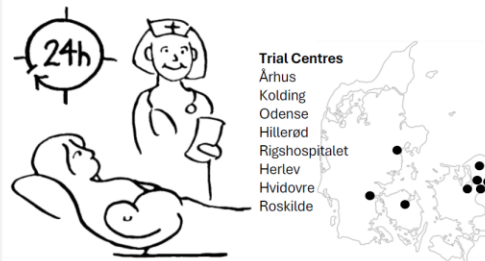 24h
Trial Centres
Århus
Kolding
Odense
Hillerød
Rigshospitalet
Herlev
Hvidovre
Roskilde